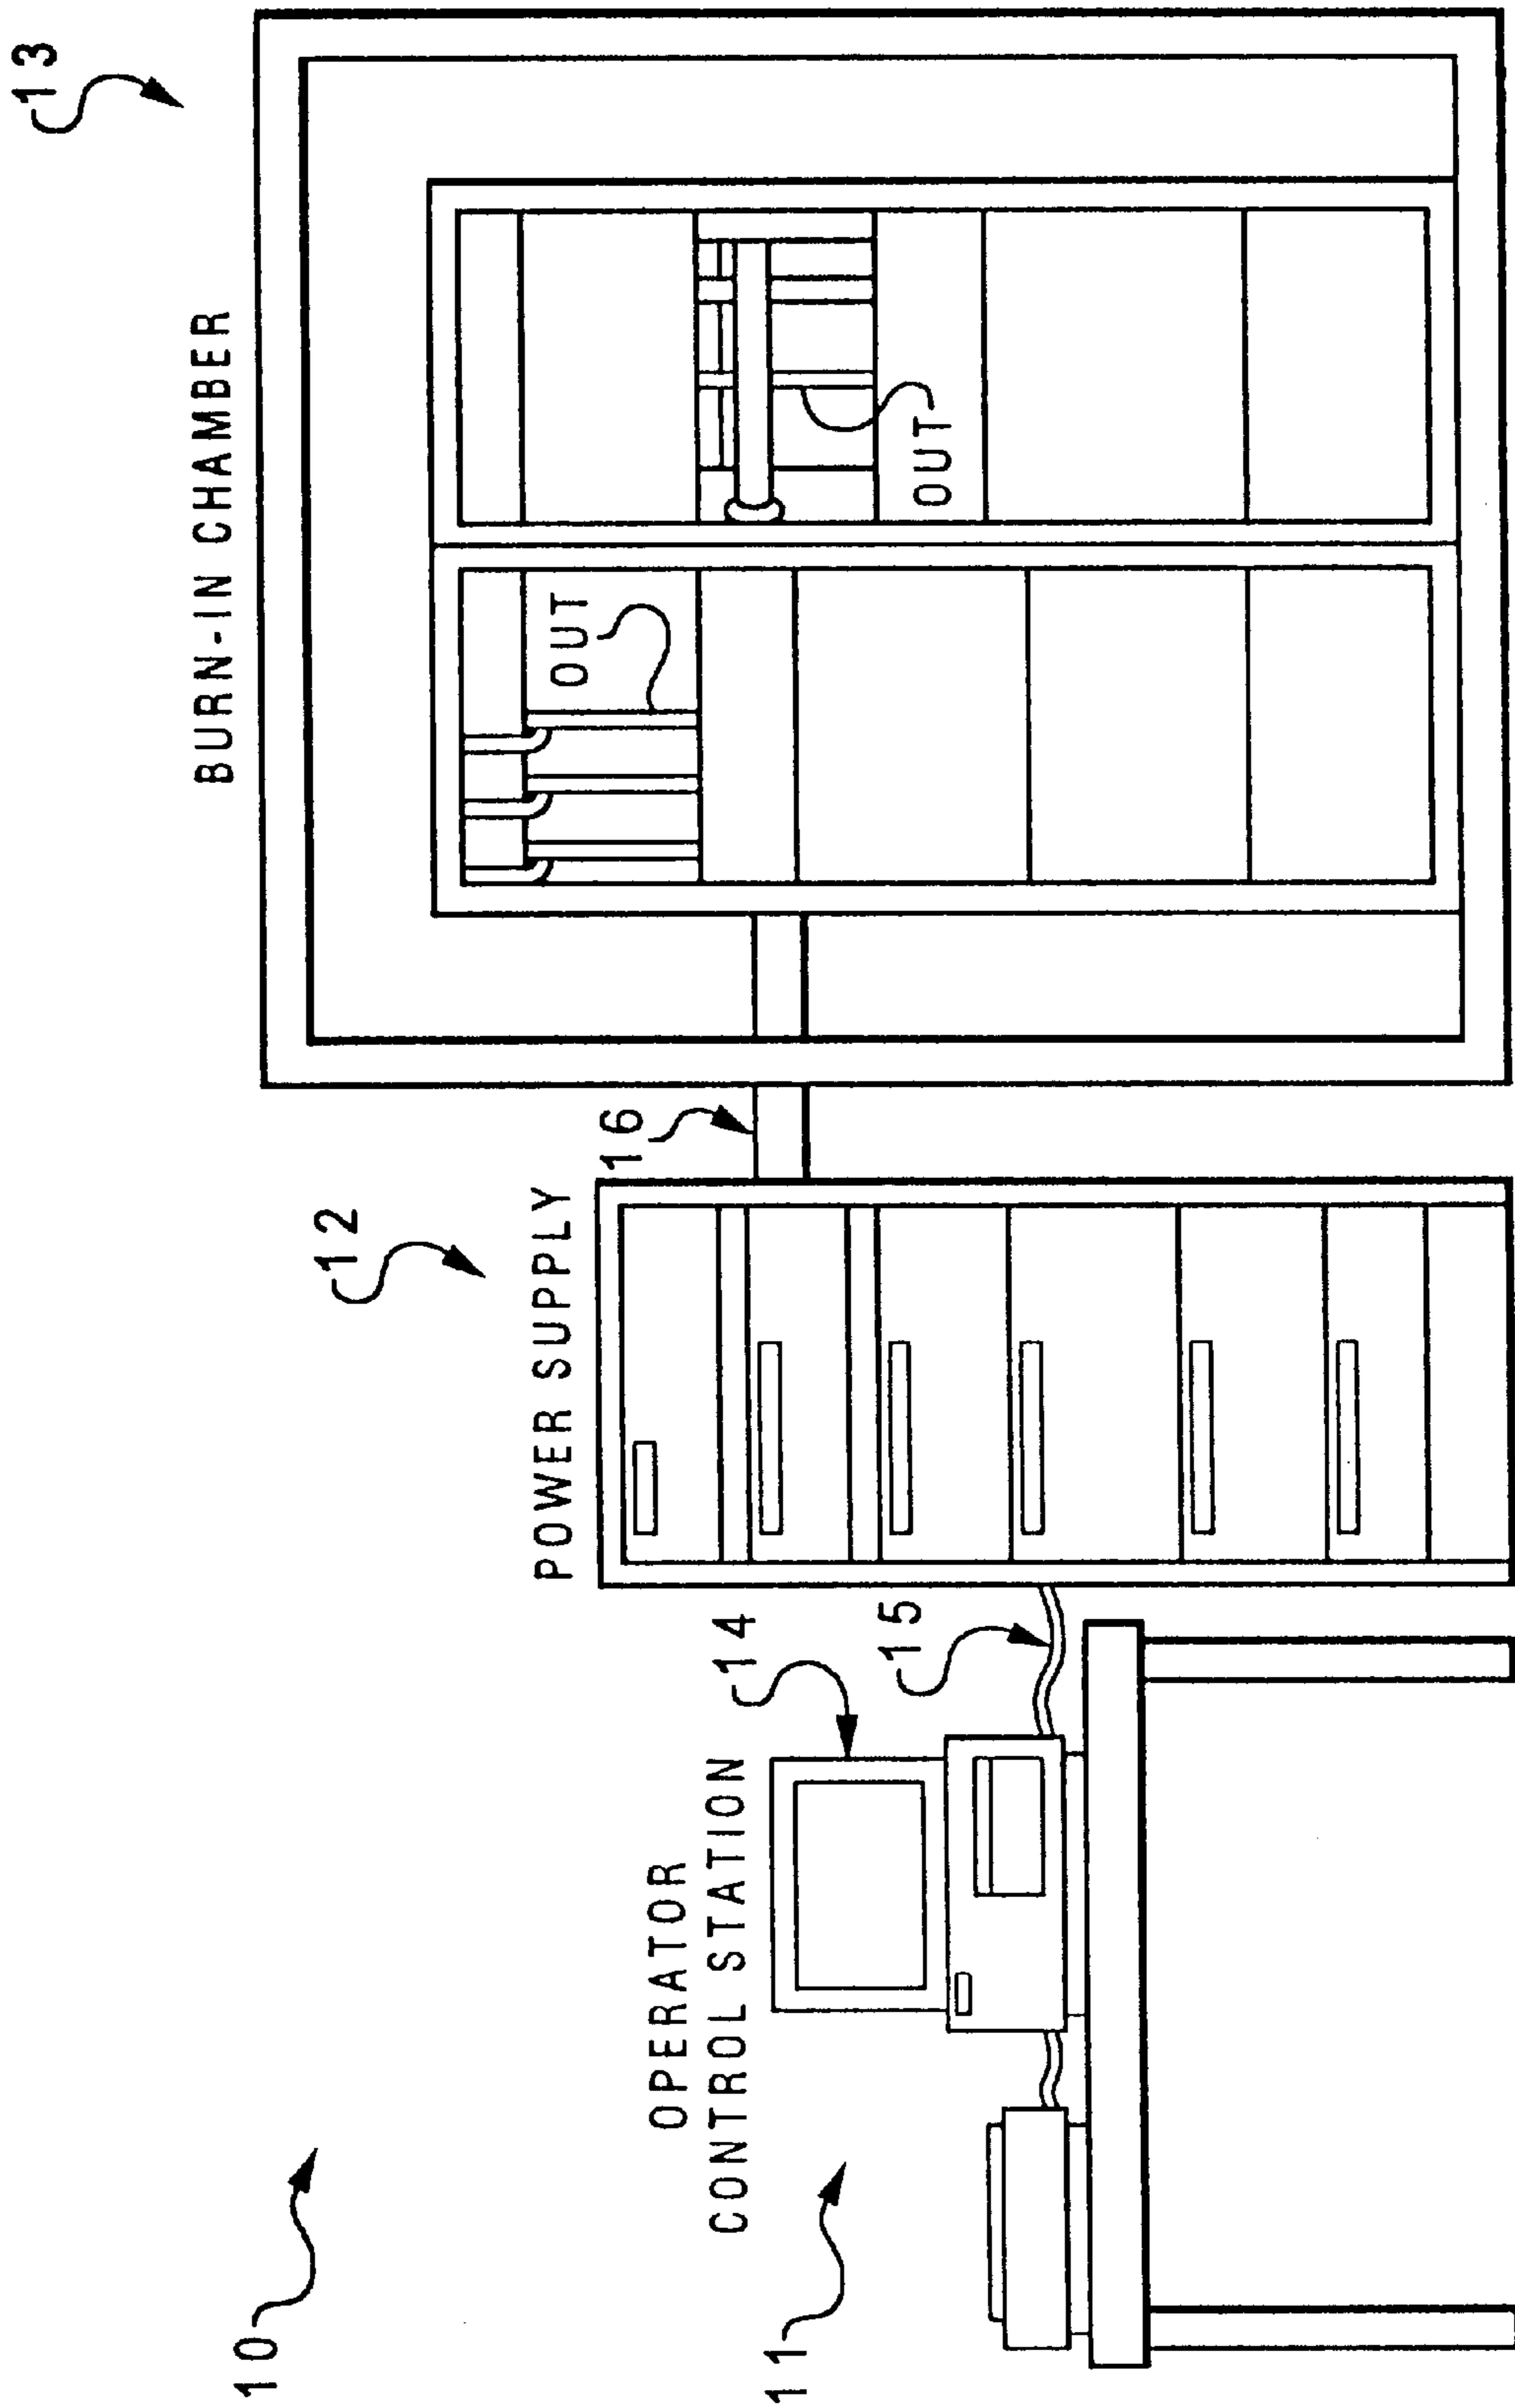 10
OPERATOR
CONTROL STATION
11
14
15
POWER SUPPLY
12
16
BURN-IN CHAMBER
13
OUT
OUT